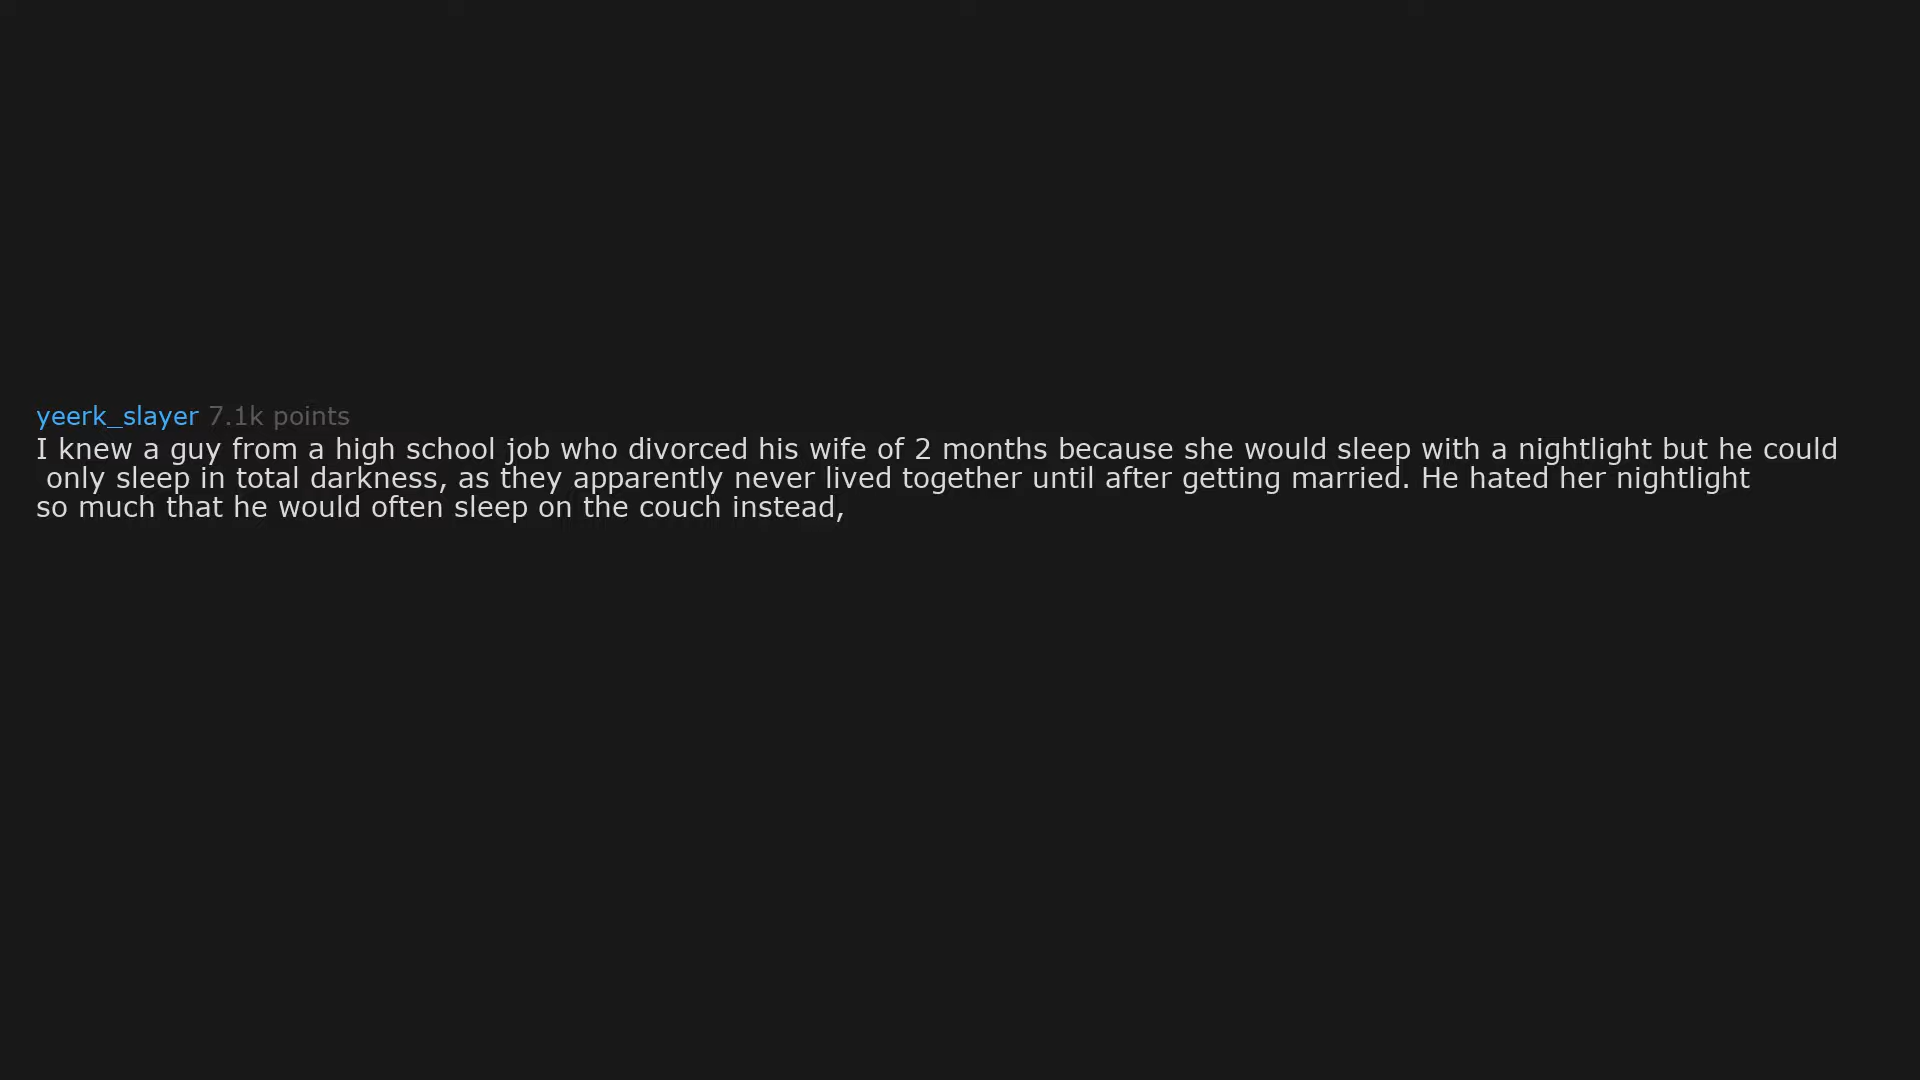 yeerk_slayer 7.1k points
I knew a guy from a high school job who divorced his wife of 2 months because she would sleep with a nightlight but he could
only sleep in total darkness, as they apparently never lived together until after getting married. He hated her nightlight
so much that he would often sleep on the couch instead,